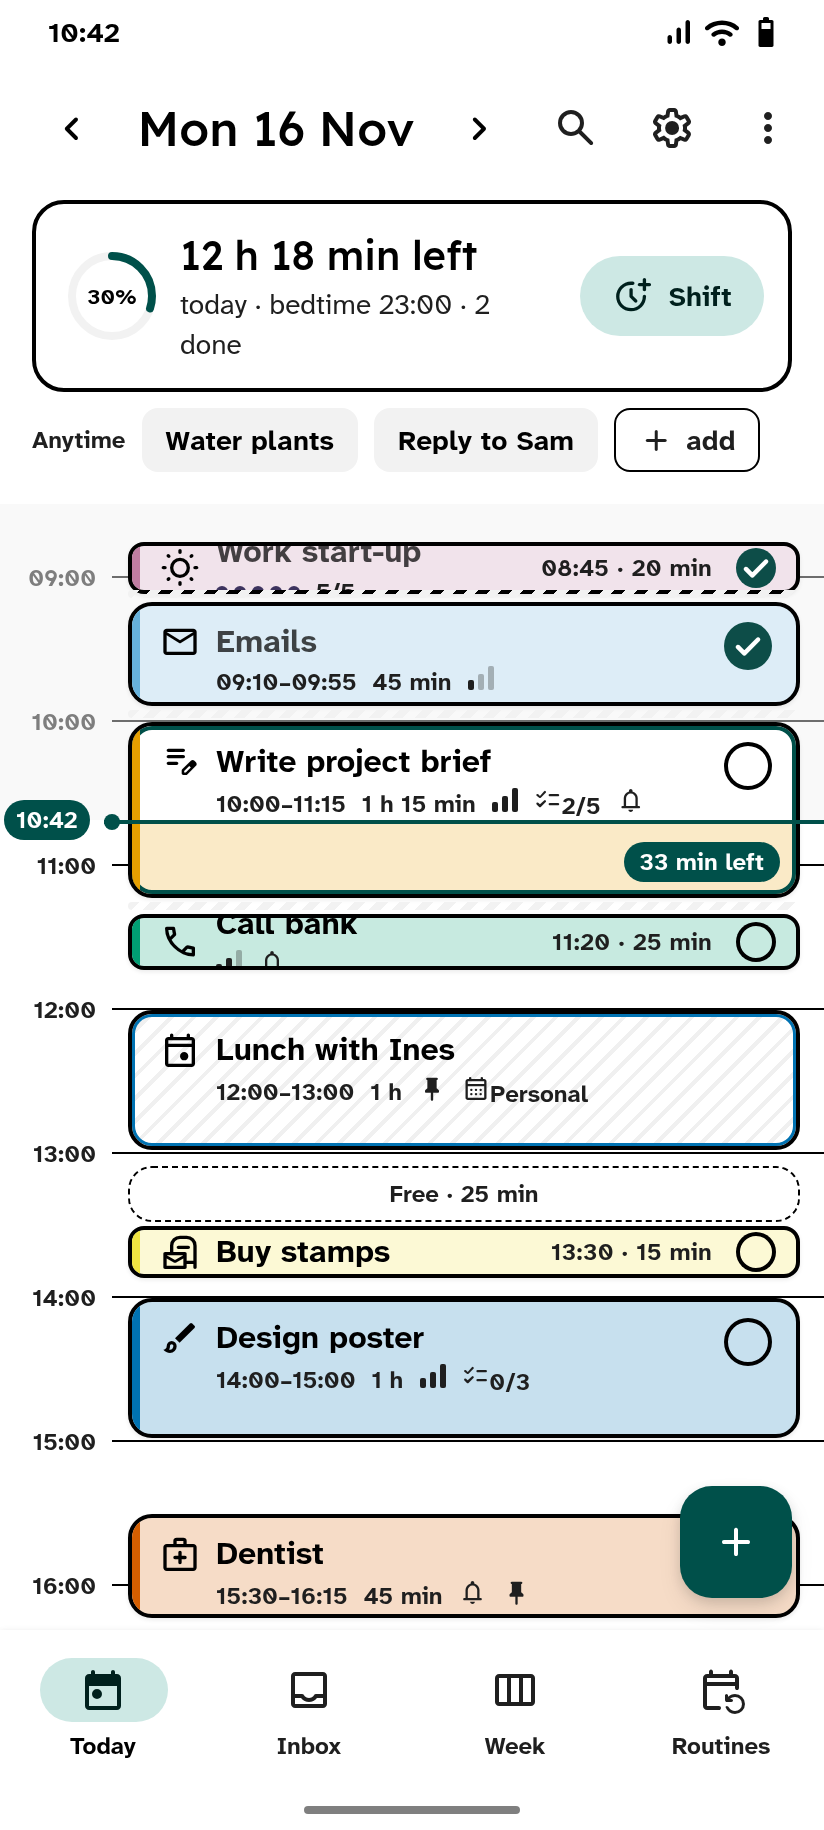 10:42
Mon 16 Nov
30%
12 h 18 min left
today · bedtime 23:00 · 2
done
Shift
Anytime
Water plants
Reply to Sam
add
09:00
Work start-up
08:45 · 20 min
5/5
Emails
09:10–09:55 45 min
10:00
Write project brief
10:00–11:15 1 h 15 min 2/5
10:42
33 min left
11:00
Call bank
11:20 · 25 min
12:00
Lunch with Ines
12:00–13:00 1 h Personal
13:00
Free · 25 min
Buy stamps
13:30 · 15 min
14:00
Design poster
14:00–15:00 1 h 0/3
15:00
Dentist
15:30–16:15 45 min
16:00
Today
Inbox
Week
Routines